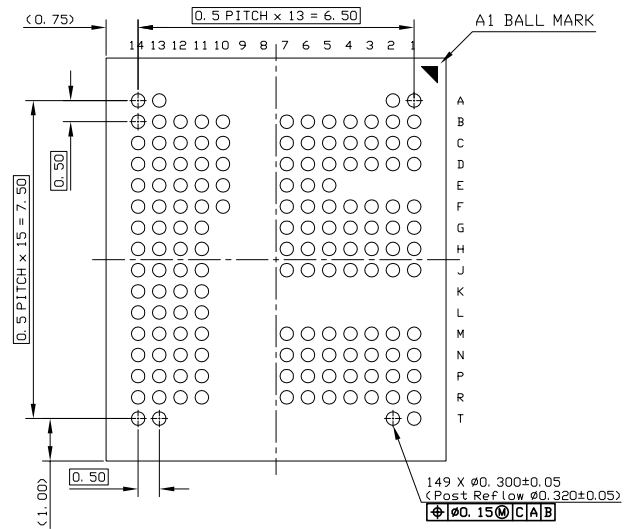 (0.75)
0.5 PITCH x 13 = 6.50
A1 BALL MARK
14 13 12 11 10 9 8 7 6 5 4 3 2 1
A
B
C
D
E
F
G
H
J
K
L
M
N
P
R
T
0.50
0.5 PITCH x 15 = 7.50
0.50
(1.00)
149 X ø0.300±0.05
(Post Reflow ø0.320±0.05)
⌖ ø0.15Ⓜ C A B